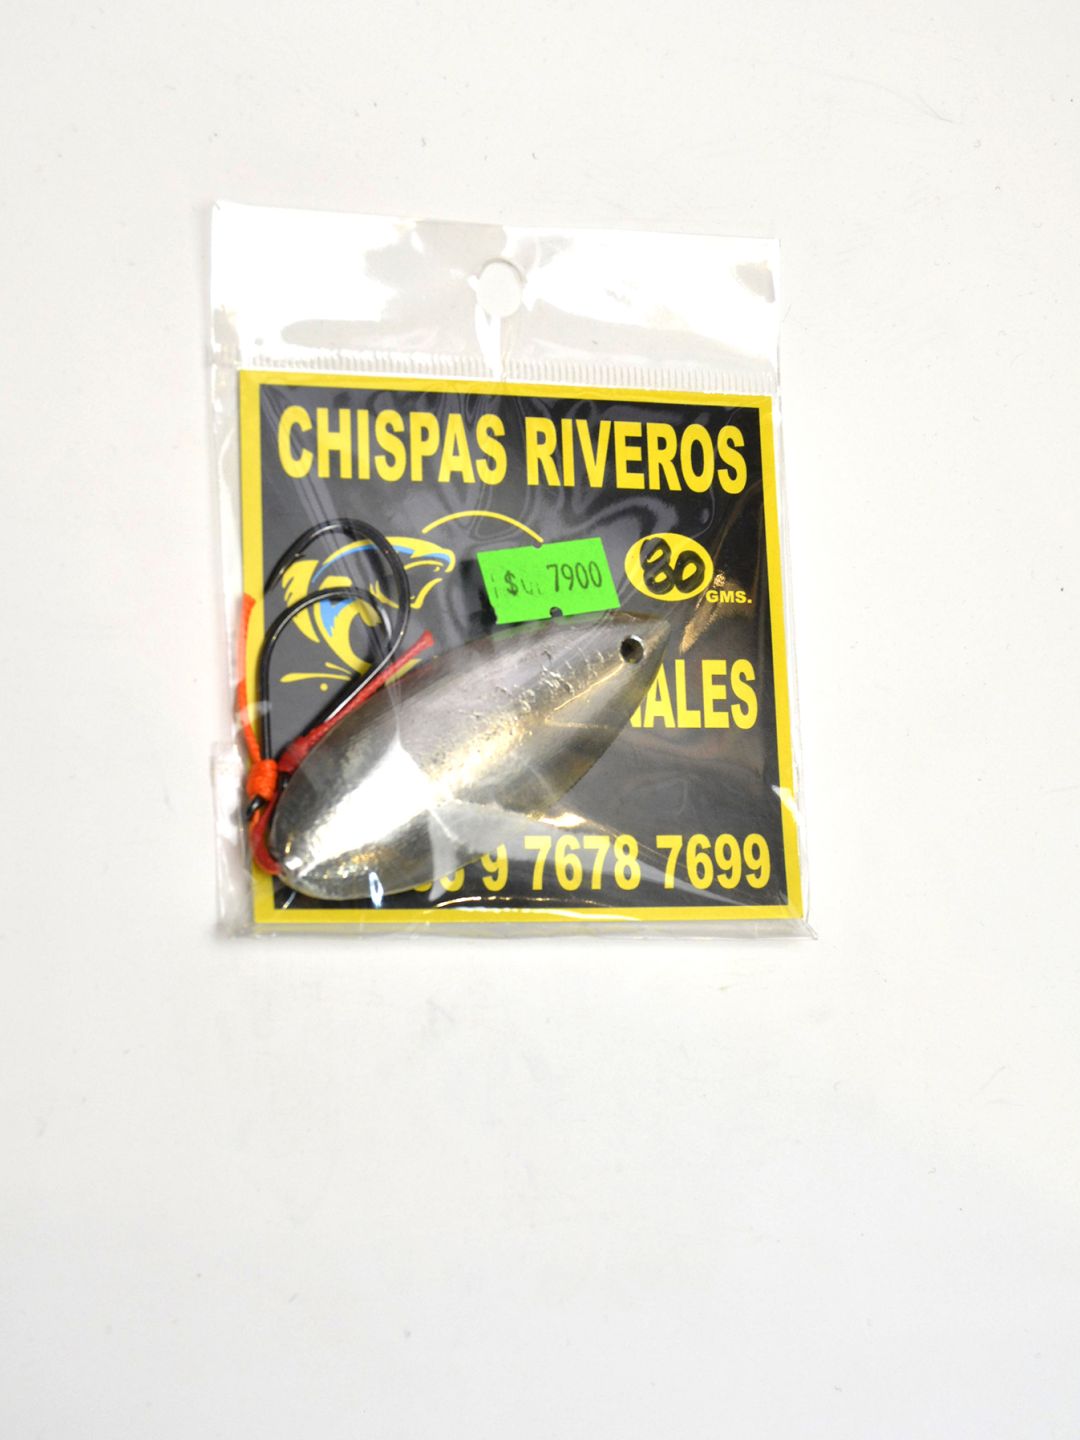 CHISPAS RIVEROS
$ 7900
80
GMS.
NALES
9 7678 7699